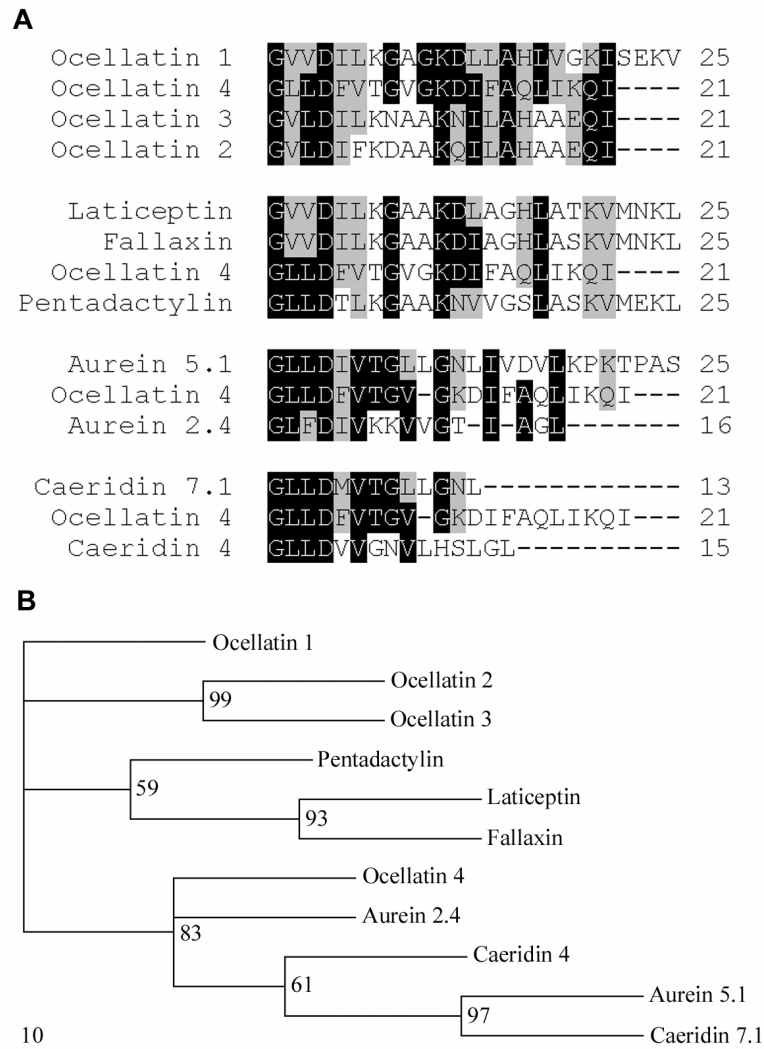 A
Ocellatin 1 GVVDILKGAGKDLLAHLVGKISEKV 25
Ocellatin 4 GLLDFVTGVGKDIFAQLIKQI---- 21
Ocellatin 3 GVLDILKNAAKNILAHAAEQI---- 21
Ocellatin 2 GVLDIFKDAAKQILAHAAEQI---- 21
Laticeptin GVVDILKGAAKDLAGHLATKVMNKL 25
Fallaxin GVVDILKGAAKDIAGHLASKVMNKL 25
Ocellatin 4 GLLDFVTGVGKDIFAQLIKQI---- 21
Pentadactylin GLLDTLKGAAKNVVGSLASKVMEKL 25
Aurein 5.1 GLLDIVTGLLGNLIVDVLKPKTPAS 25
Ocellatin 4 GLLDFVTGV-GKDIFAQLIKQI--- 21
Aurein 2.4 GLFDIVKKVVGT-I-AGL------- 16
Caeridin 7.1 GLLDMVTGLLGNL------------ 13
Ocellatin 4 GLLDFVTGV-GKDIFAQLIKQI--- 21
Caeridin 4 GLLDVVGNVLHSLGL---------- 15
B
Ocellatin 1
Ocellatin 2
99
Ocellatin 3
Pentadactylin
59
Laticeptin
93
Fallaxin
Ocellatin 4
Aurein 2.4
83
Caeridin 4
61
Aurein 5.1
97
10
Caeridin 7.1